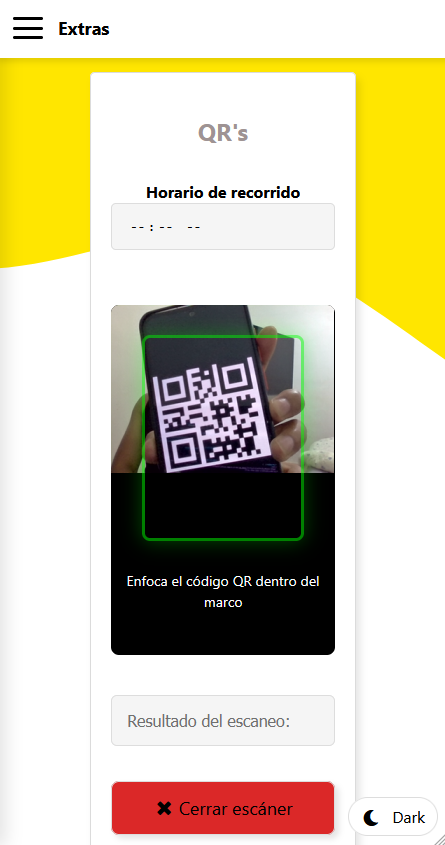 Extras
QR's
Horario de recorrido
--:-- --
Enfoca el código QR dentro del
marco
Resultado del escaneo:
✖ Cerrar escáner
Dark